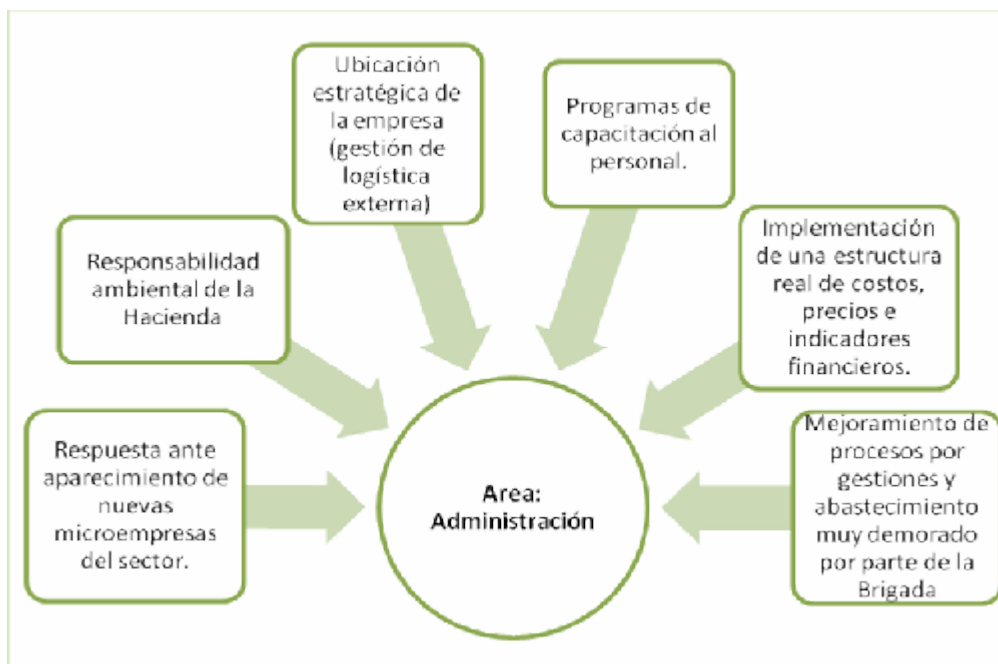 Ubicación
estratégica de
la empresa
(gestión de
logística
externa)
Programas de
capacitación al
personal.
Responsabilidad
ambiental de la
Hacienda
Implementación
de una estructura
real de costos,
precios e
indicadores
financieros.
Respuesta ante
aparecimiento de
nuevas
microempresas
del sector.
Area:
Administración
Mejoramiento de
procesos por
gestiones y
abastecimiento
muy demorado
por parte de la
Brigada